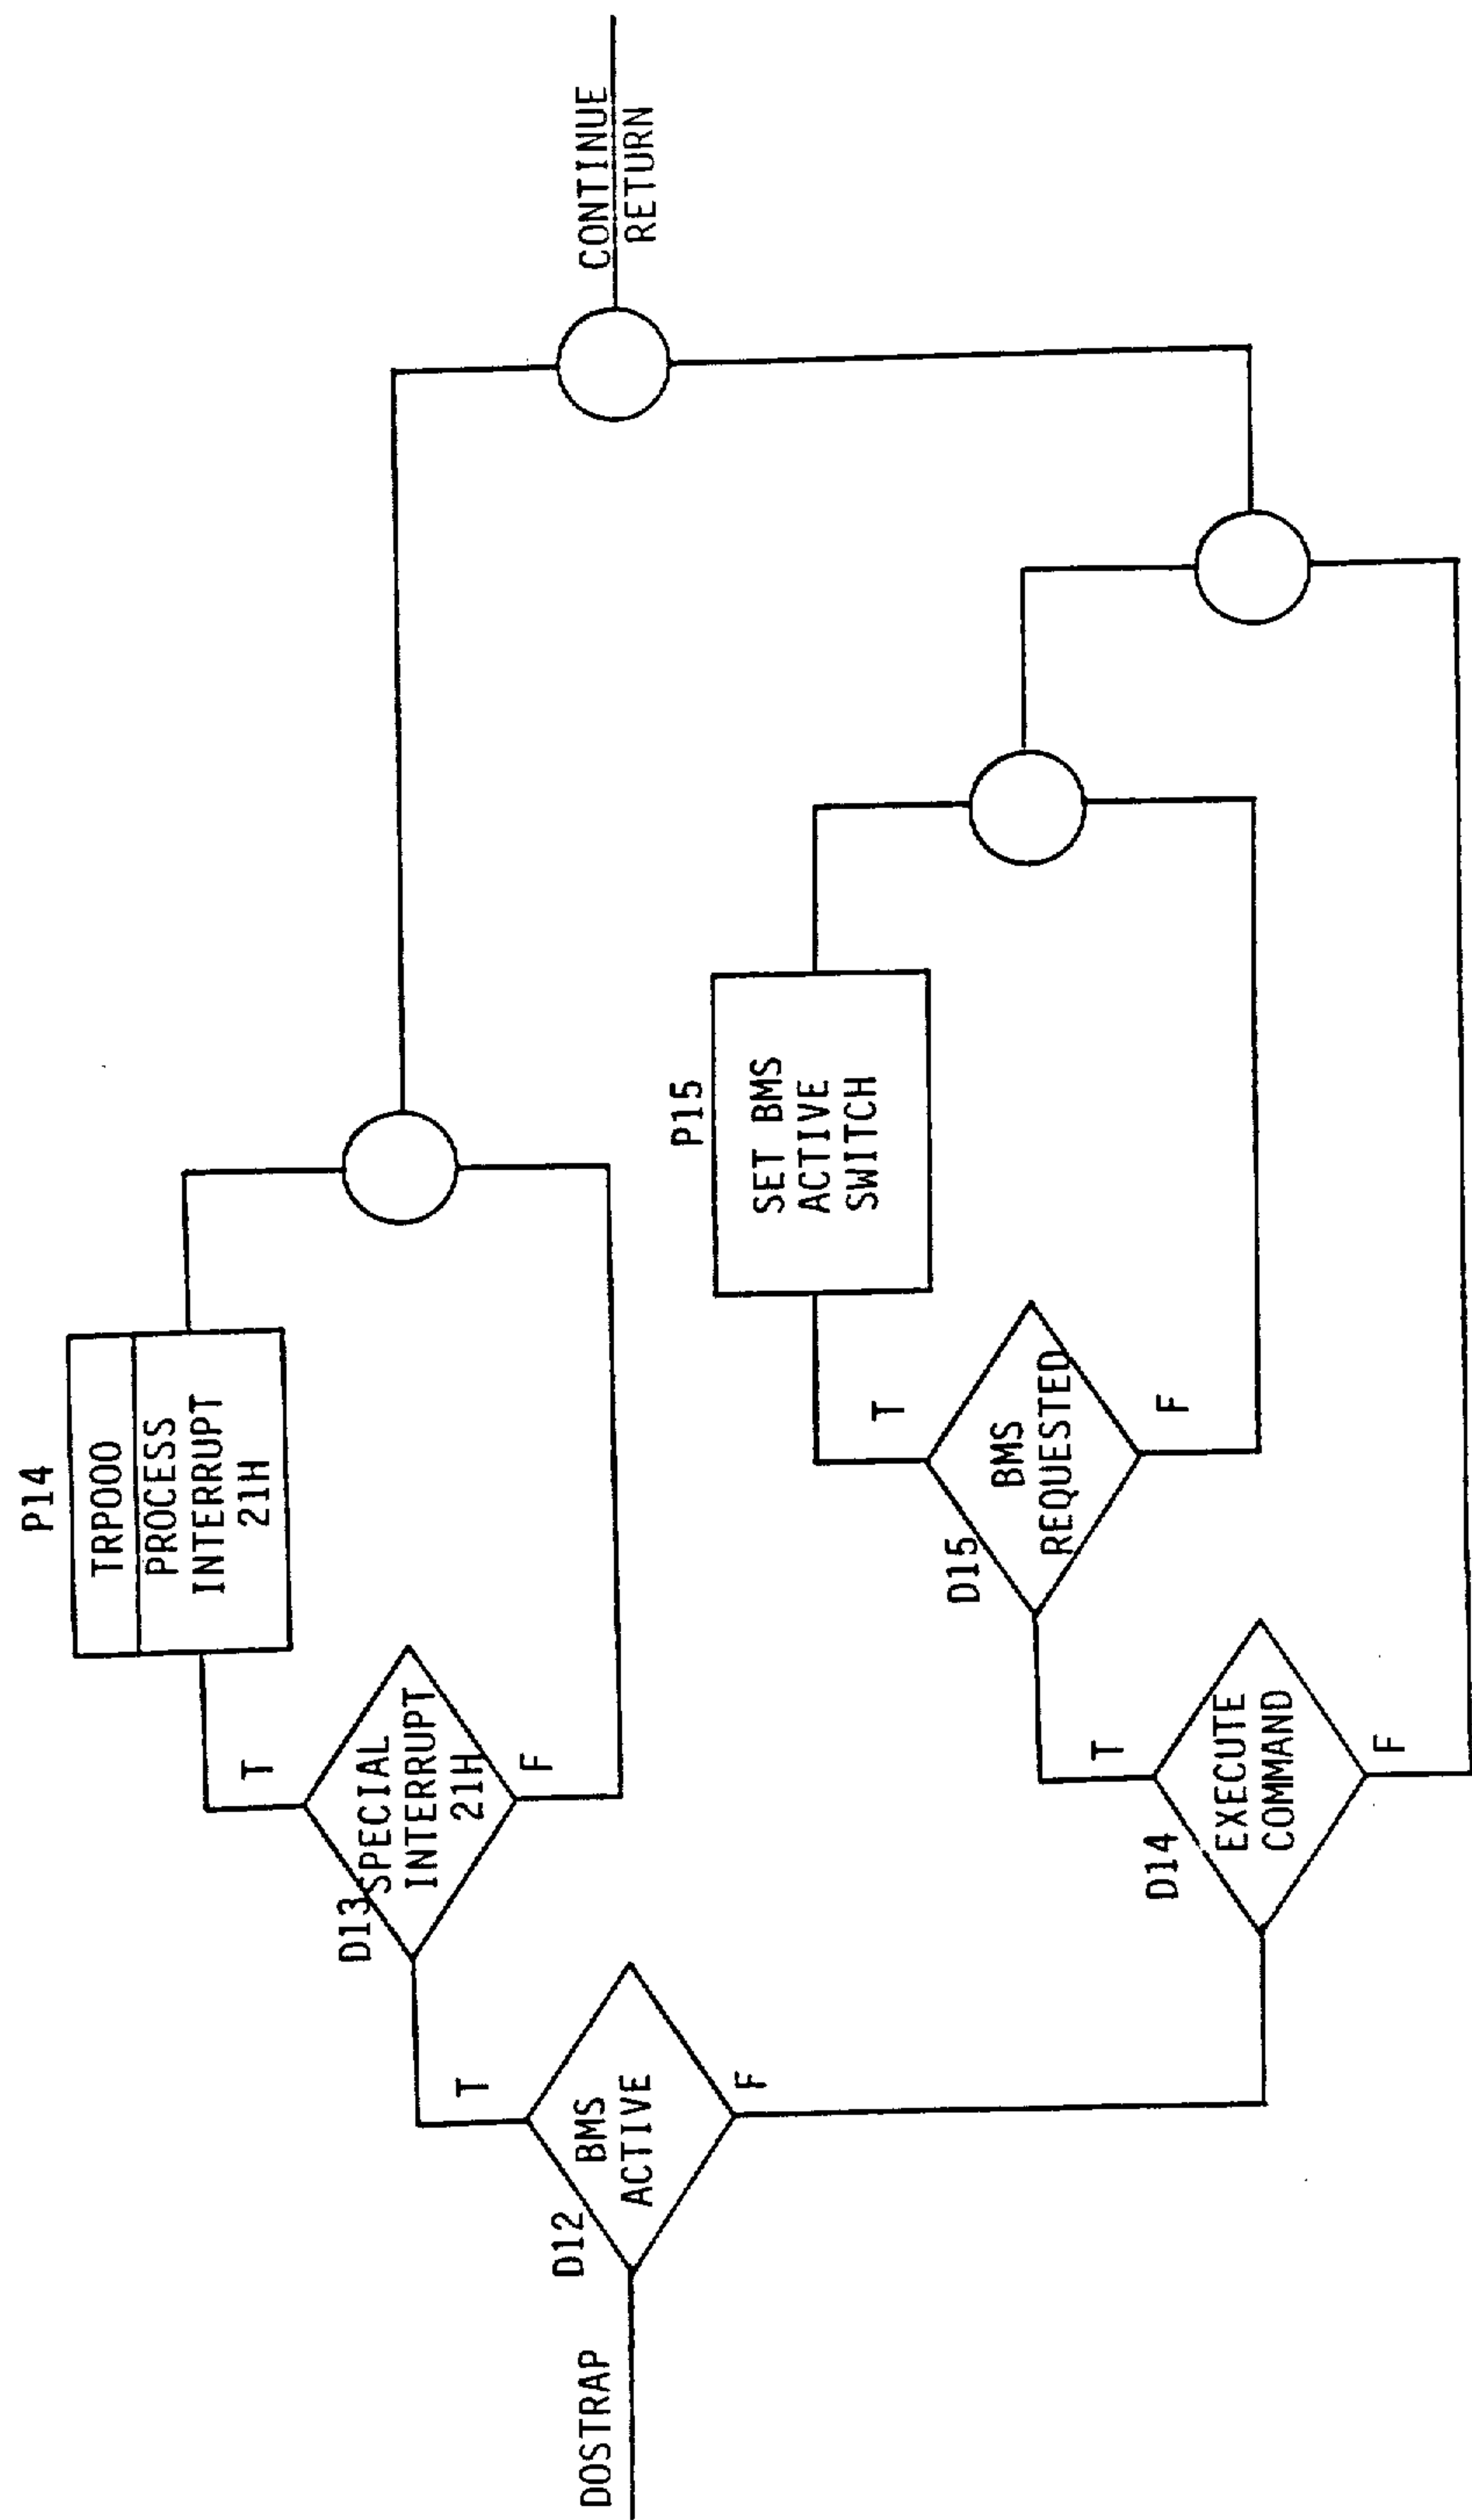 DOSTRAP
D12
BMS
ACTIVE
T
F
D13
SPECIAL
INTERRUPT
21H
T
F
P14
TRP000
PROCESS
INTERRUPT
21H
D14
EXECUTE
COMMAND
T
F
D15
BMS
REQUESTED
T
F
P15
SET BMS
ACTIVE
SWITCH
CONTINUE
RETURN